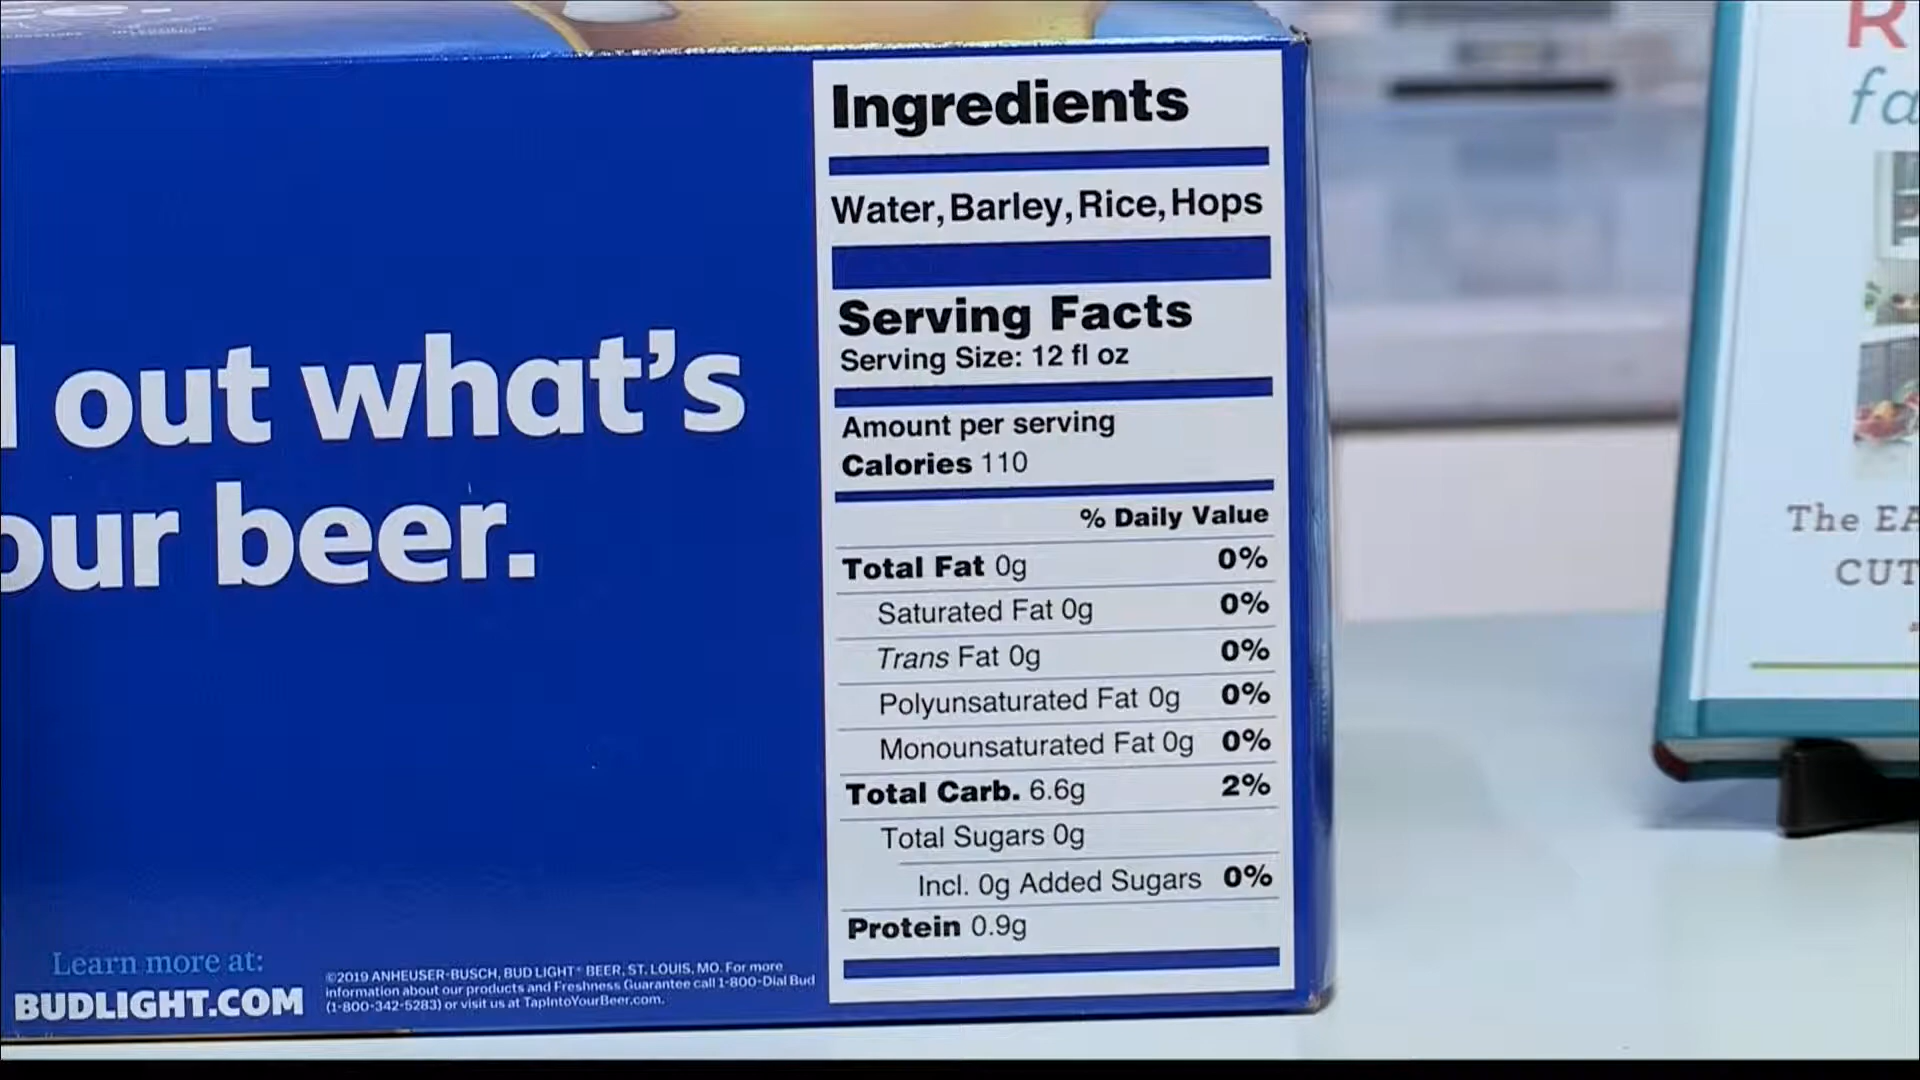 out what's
our beer.
Learn more at:
BUDLIGHT.COM
©2019 ANHEUSER-BUSCH, BUD LIGHT® BEER, ST. LOUIS, MO. For more
information about our products and Freshness Guarantee call 1-800-Dial Bud
(1-800-342-5283) or visit us at TapIntoYourBeer.com.
Ingredients
Water, Barley, Rice, Hops
Serving Facts
Serving Size: 12 fl oz
Amount per serving
Calories 110
% Daily Value
Total Fat 0g 0%
Saturated Fat 0g 0%
Trans Fat 0g 0%
Polyunsaturated Fat 0g 0%
Monounsaturated Fat 0g 0%
Total Carb. 6.6g 2%
Total Sugars 0g
Incl. 0g Added Sugars 0%
Protein 0.9g
R
fa
The EA
CUT